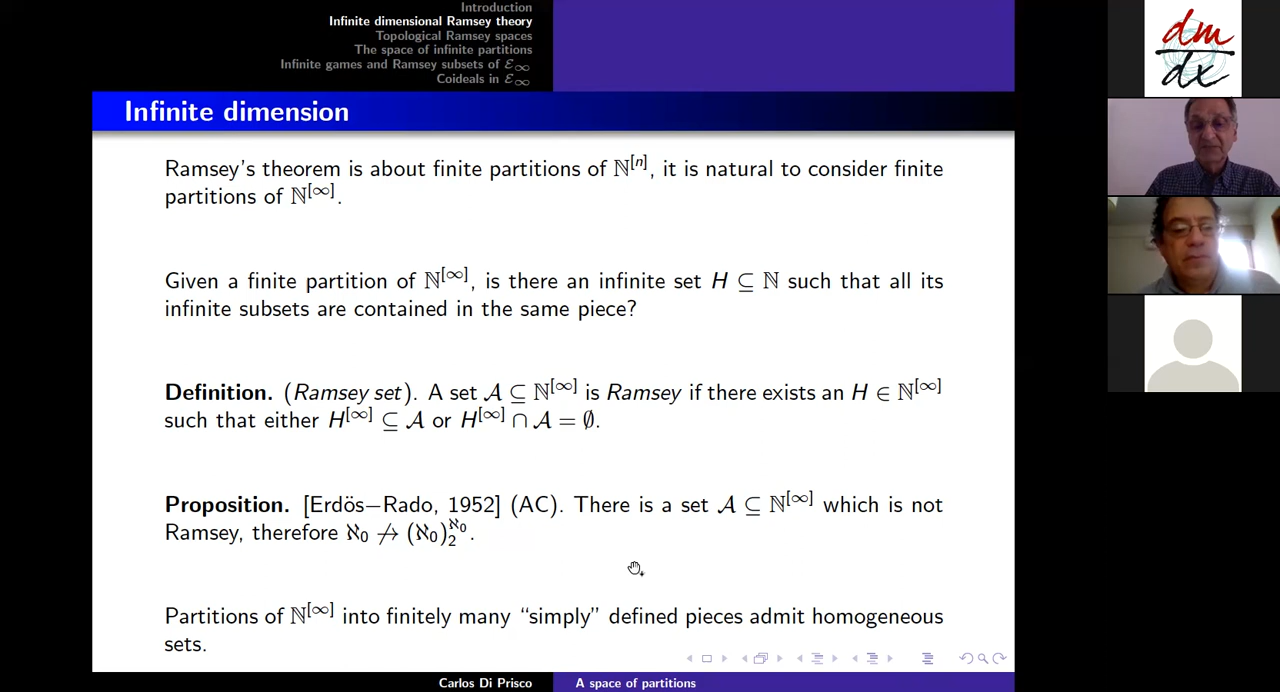 Introduction
Infinite dimensional Ramsey theory
Topological Ramsey spaces
The space of infinite partitions
Infinite games and Ramsey subsets of ℰ∞
Coideals in ℰ∞
Infinite dimension
Ramsey's theorem is about finite partitions of ℕ^[n], it is natural to consider finite
partitions of ℕ^[∞].
Given a finite partition of ℕ^[∞], is there an infinite set H ⊆ ℕ such that all its
infinite subsets are contained in the same piece?
Definition. (Ramsey set). A set 𝒜 ⊆ ℕ^[∞] is Ramsey if there exists an H ∈ ℕ^[∞]
such that either H^[∞] ⊆ 𝒜 or H^[∞] ∩ 𝒜 = ∅.
Proposition. [Erdös−Rado, 1952] (AC). There is a set 𝒜 ⊆ ℕ^[∞] which is not
Ramsey, therefore ℵ₀ ↛ (ℵ₀)₂^ℵ₀.
Partitions of ℕ^[∞] into finitely many “simply” defined pieces admit homogeneous
sets.
Carlos Di Prisco
A space of partitions
dm
dx